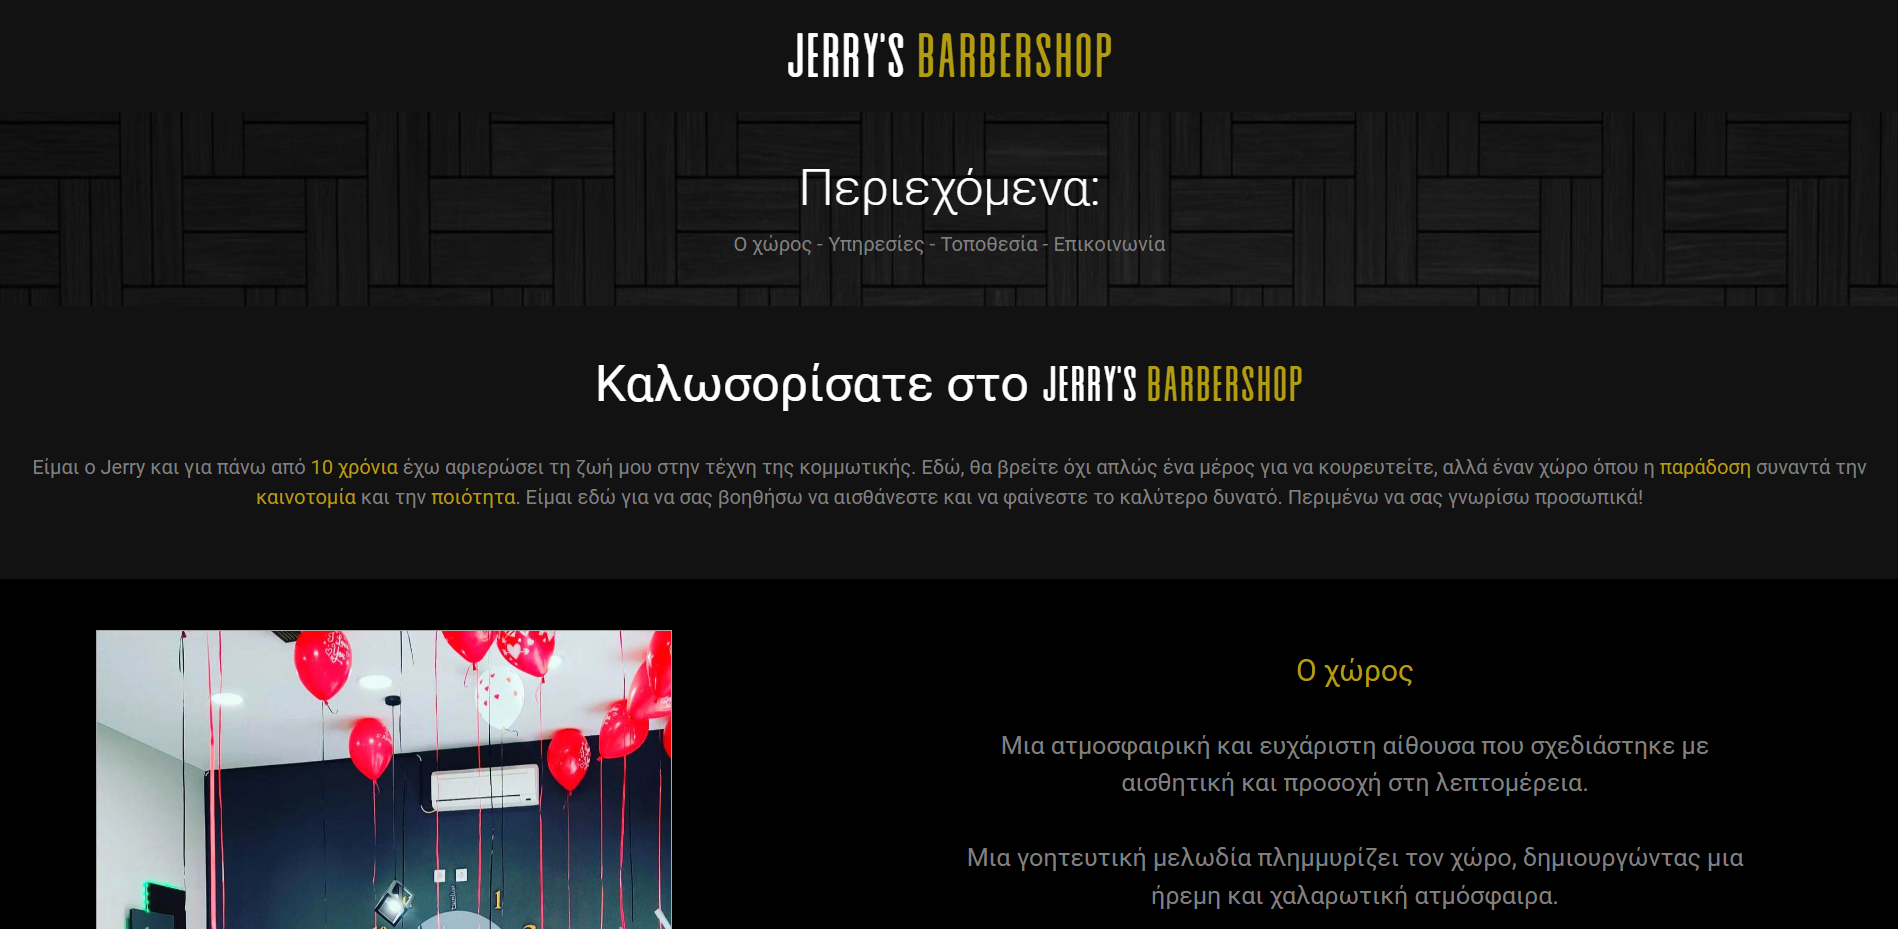 JERRY'S BARBERSHOP
Περιεχόμενα:
Ο χώρος - Υπηρεσίες - Τοποθεσία - Επικοινωνία
Καλωσορίσατε στο JERRY'S BARBERSHOP
Είμαι ο Jerry και για πάνω από 10 χρόνια έχω αφιερώσει τη ζωή μου στην τέχνη της κομμωτικής. Εδώ, θα βρείτε όχι απλώς ένα μέρος για να κουρευτείτε, αλλά έναν χώρο όπου η παράδοση συναντά την
καινοτομία και την ποιότητα. Είμαι εδώ για να σας βοηθήσω να αισθάνεστε και να φαίνεστε το καλύτερο δυνατό. Περιμένω να σας γνωρίσω προσωπικά!
Ο χώρος
Μια ατμοσφαιρική και ευχάριστη αίθουσα που σχεδιάστηκε με
αισθητική και προσοχή στη λεπτομέρεια.
Μια γοητευτική μελωδία πλημμυρίζει τον χώρο, δημιουργώντας μια
ήρεμη και χαλαρωτική ατμόσφαιρα.
I Love
You
1